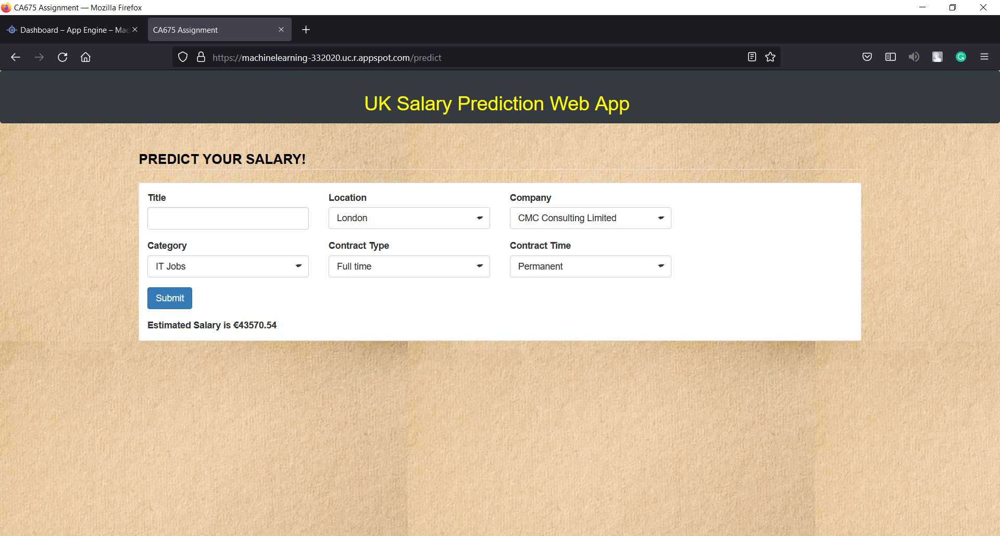 CA675 Assignment — Mozilla Firefox
Dashboard – App Engine – Mac
CA675 Assignment
https://machinelearning-332020.uc.r.appspot.com/predict
UK Salary Prediction Web App
PREDICT YOUR SALARY!
Title Location Company
London CMC Consulting Limited
Category Contract Type Contract Time
IT Jobs Full time Permanent
Submit
Estimated Salary is €43570.54